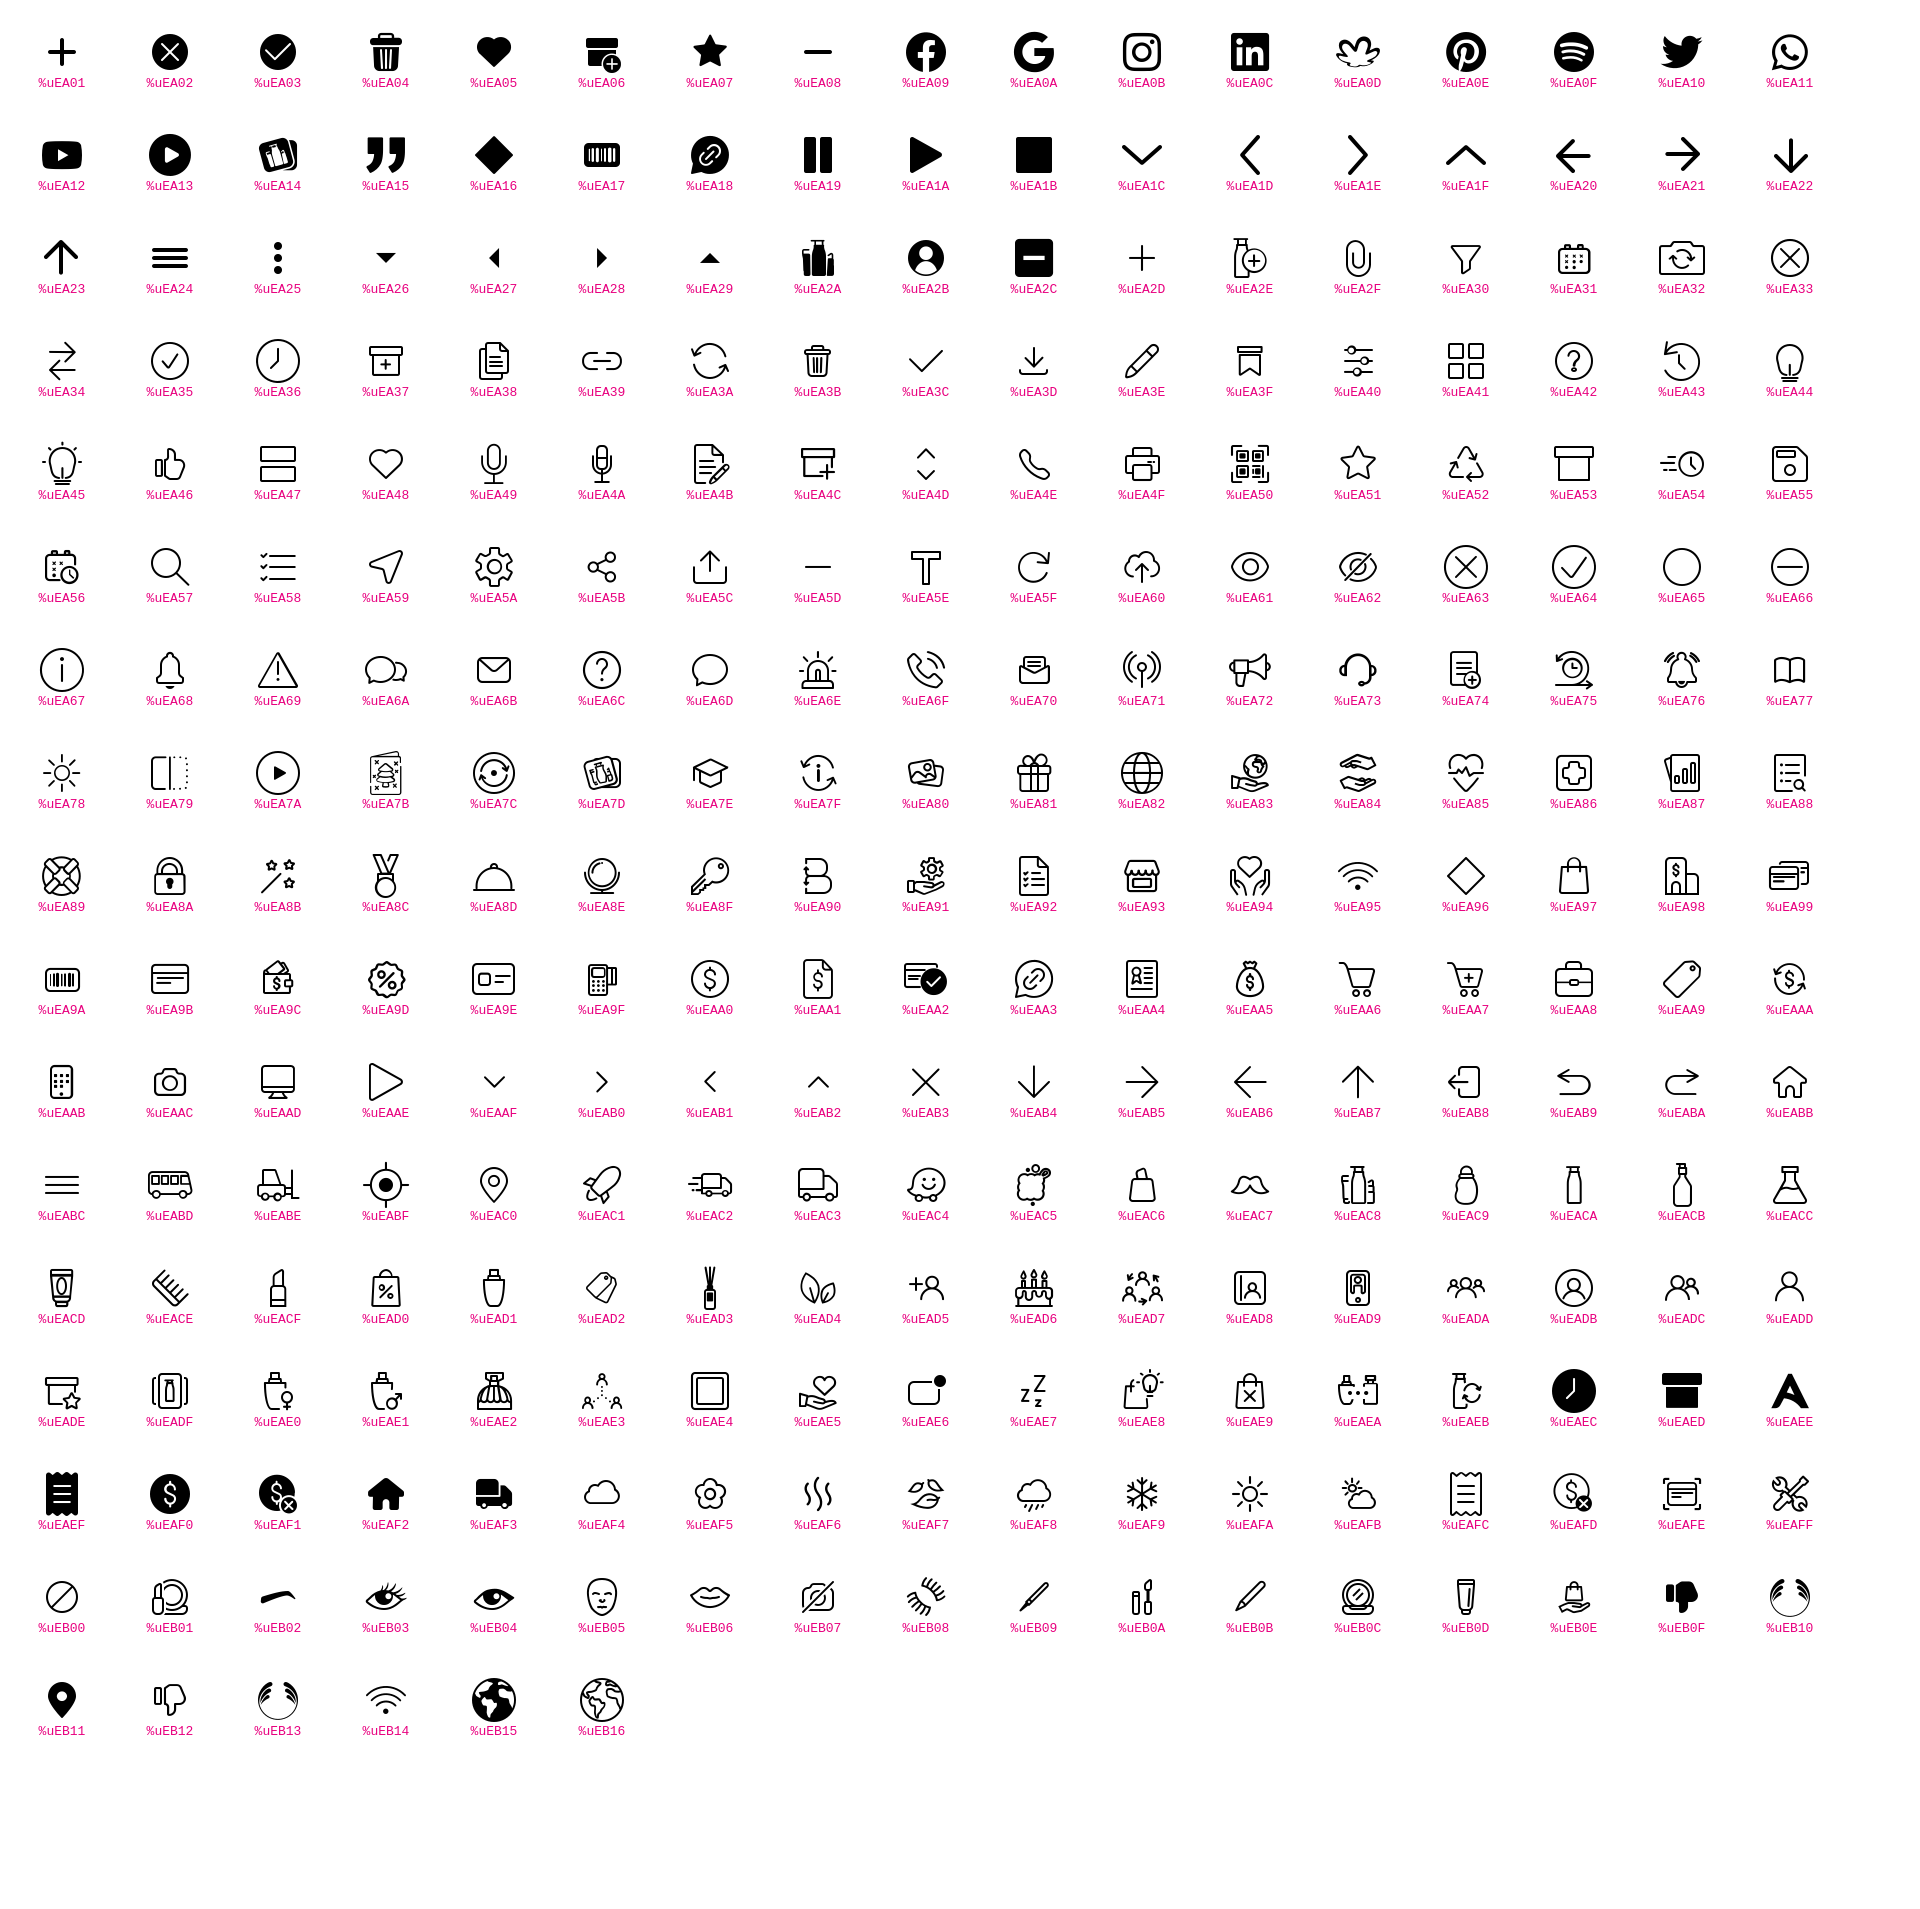 %uEA01 %uEA02 %uEA03 %uEA04 %uEA05 %uEA06 %uEA07 %uEA08 %uEA09 %uEA0A %uEA0B %uEA0C %uEA0D %uEA0E %uEA0F %uEA10 %uEA11
%uEA12 %uEA13 %uEA14 %uEA15 %uEA16 %uEA17 %uEA18 %uEA19 %uEA1A %uEA1B %uEA1C %uEA1D %uEA1E %uEA1F %uEA20 %uEA21 %uEA22
%uEA23 %uEA24 %uEA25 %uEA26 %uEA27 %uEA28 %uEA29 %uEA2A %uEA2B %uEA2C %uEA2D %uEA2E %uEA2F %uEA30 %uEA31 %uEA32 %uEA33
%uEA34 %uEA35 %uEA36 %uEA37 %uEA38 %uEA39 %uEA3A %uEA3B %uEA3C %uEA3D %uEA3E %uEA3F %uEA40 %uEA41 %uEA42 %uEA43 %uEA44
%uEA45 %uEA46 %uEA47 %uEA48 %uEA49 %uEA4A %uEA4B %uEA4C %uEA4D %uEA4E %uEA4F %uEA50 %uEA51 %uEA52 %uEA53 %uEA54 %uEA55
%uEA56 %uEA57 %uEA58 %uEA59 %uEA5A %uEA5B %uEA5C %uEA5D %uEA5E %uEA5F %uEA60 %uEA61 %uEA62 %uEA63 %uEA64 %uEA65 %uEA66
%uEA67 %uEA68 %uEA69 %uEA6A %uEA6B %uEA6C %uEA6D %uEA6E %uEA6F %uEA70 %uEA71 %uEA72 %uEA73 %uEA74 %uEA75 %uEA76 %uEA77
%uEA78 %uEA79 %uEA7A %uEA7B %uEA7C %uEA7D %uEA7E %uEA7F %uEA80 %uEA81 %uEA82 %uEA83 %uEA84 %uEA85 %uEA86 %uEA87 %uEA88
%uEA89 %uEA8A %uEA8B %uEA8C %uEA8D %uEA8E %uEA8F %uEA90 %uEA91 %uEA92 %uEA93 %uEA94 %uEA95 %uEA96 %uEA97 %uEA98 %uEA99
%uEA9A %uEA9B %uEA9C %uEA9D %uEA9E %uEA9F %uEAA0 %uEAA1 %uEAA2 %uEAA3 %uEAA4 %uEAA5 %uEAA6 %uEAA7 %uEAA8 %uEAA9 %uEAAA
%uEAAB %uEAAC %uEAAD %uEAAE %uEAAF %uEAB0 %uEAB1 %uEAB2 %uEAB3 %uEAB4 %uEAB5 %uEAB6 %uEAB7 %uEAB8 %uEAB9 %uEABA %uEABB
%uEABC %uEABD %uEABE %uEABF %uEAC0 %uEAC1 %uEAC2 %uEAC3 %uEAC4 %uEAC5 %uEAC6 %uEAC7 %uEAC8 %uEAC9 %uEACA %uEACB %uEACC
%uEACD %uEACE %uEACF %uEAD0 %uEAD1 %uEAD2 %uEAD3 %uEAD4 %uEAD5 %uEAD6 %uEAD7 %uEAD8 %uEAD9 %uEADA %uEADB %uEADC %uEADD
%uEADE %uEADF %uEAE0 %uEAE1 %uEAE2 %uEAE3 %uEAE4 %uEAE5 %uEAE6 %uEAE7 %uEAE8 %uEAE9 %uEAEA %uEAEB %uEAEC %uEAED %uEAEE
%uEAEF %uEAF0 %uEAF1 %uEAF2 %uEAF3 %uEAF4 %uEAF5 %uEAF6 %uEAF7 %uEAF8 %uEAF9 %uEAFA %uEAFB %uEAFC %uEAFD %uEAFE %uEAFF
%uEB00 %uEB01 %uEB02 %uEB03 %uEB04 %uEB05 %uEB06 %uEB07 %uEB08 %uEB09 %uEB0A %uEB0B %uEB0C %uEB0D %uEB0E %uEB0F %uEB10
%uEB11 %uEB12 %uEB13 %uEB14 %uEB15 %uEB16